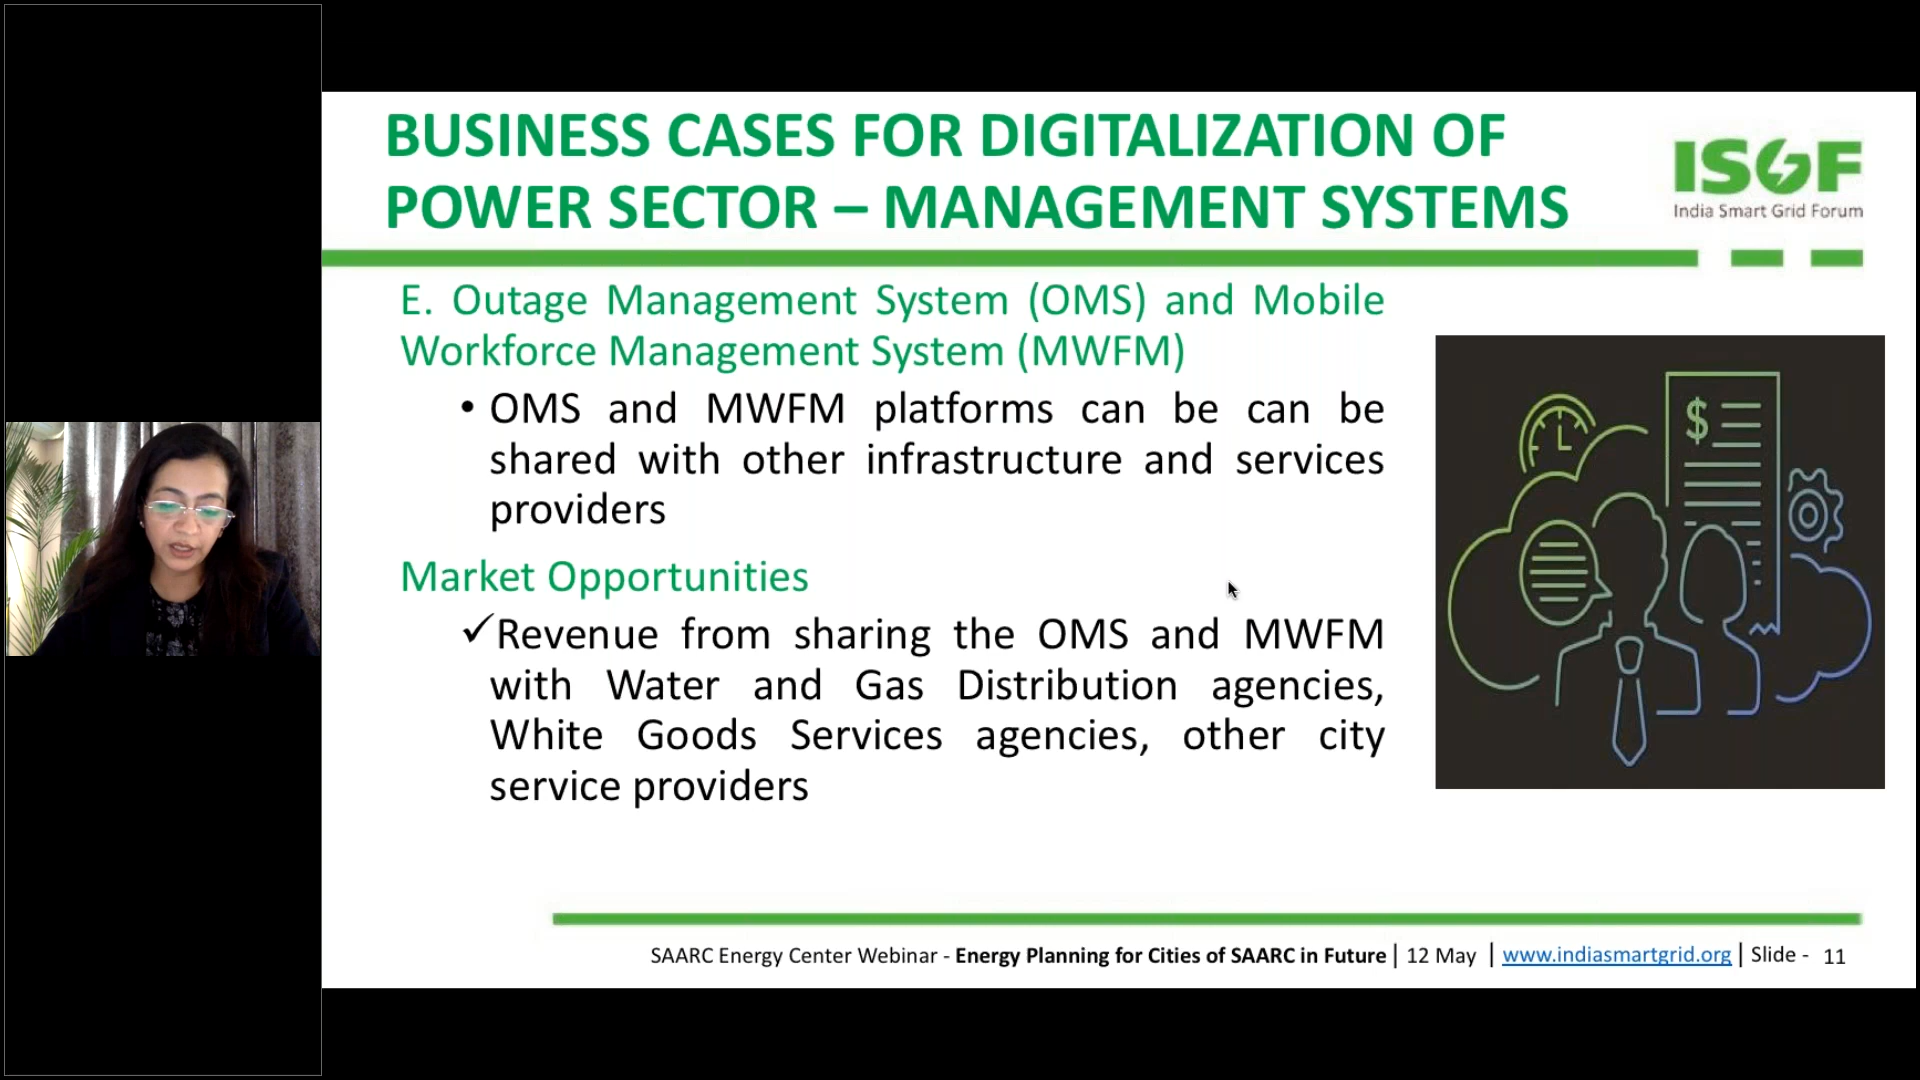 BUSINESS CASES FOR DIGITALIZATION OF
POWER SECTOR – MANAGEMENT SYSTEMS
ISGF
India Smart Grid Forum
E. Outage Management System (OMS) and Mobile
Workforce Management System (MWFM)
• OMS and MWFM platforms can be can be
shared with other infrastructure and services
providers
Market Opportunities
✓Revenue from sharing the OMS and MWFM
with Water and Gas Distribution agencies,
White Goods Services agencies, other city
service providers
$
SAARC Energy Center Webinar - Energy Planning for Cities of SAARC in Future | 12 May | www.indiasmartgrid.org | Slide - 11